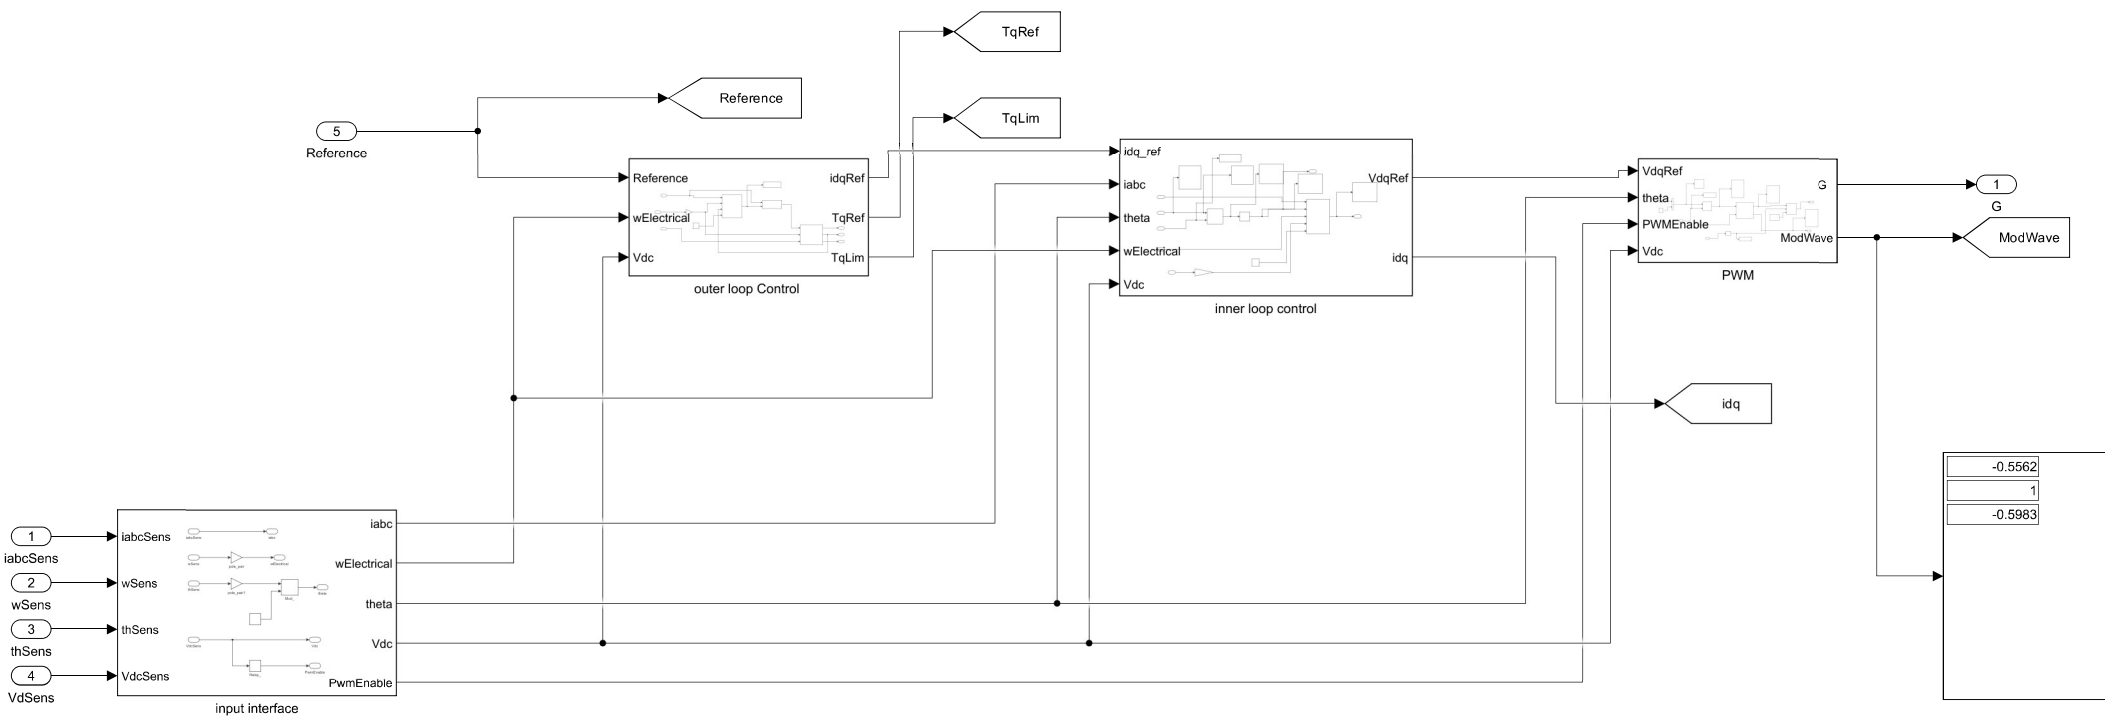 TqRef
Reference
TqLim
5
Reference
Reference
wElectrical
Vdc
idqRef
TqRef
TqLim
outer loop Control
idq_ref
iabc
theta
wElectrical
Vdc
VdqRef
idq
inner loop control
VdqRef
theta
PWMEnable
Vdc
G
ModWave
PWM
1
G
ModWave
idq
-0.5562
1
-0.5983
1
iabcSens
2
wSens
3
thSens
4
VdSens
iabcSens
wSens
thSens
VdcSens
iabc
wElectrical
theta
Vdc
PwmEnable
input interface